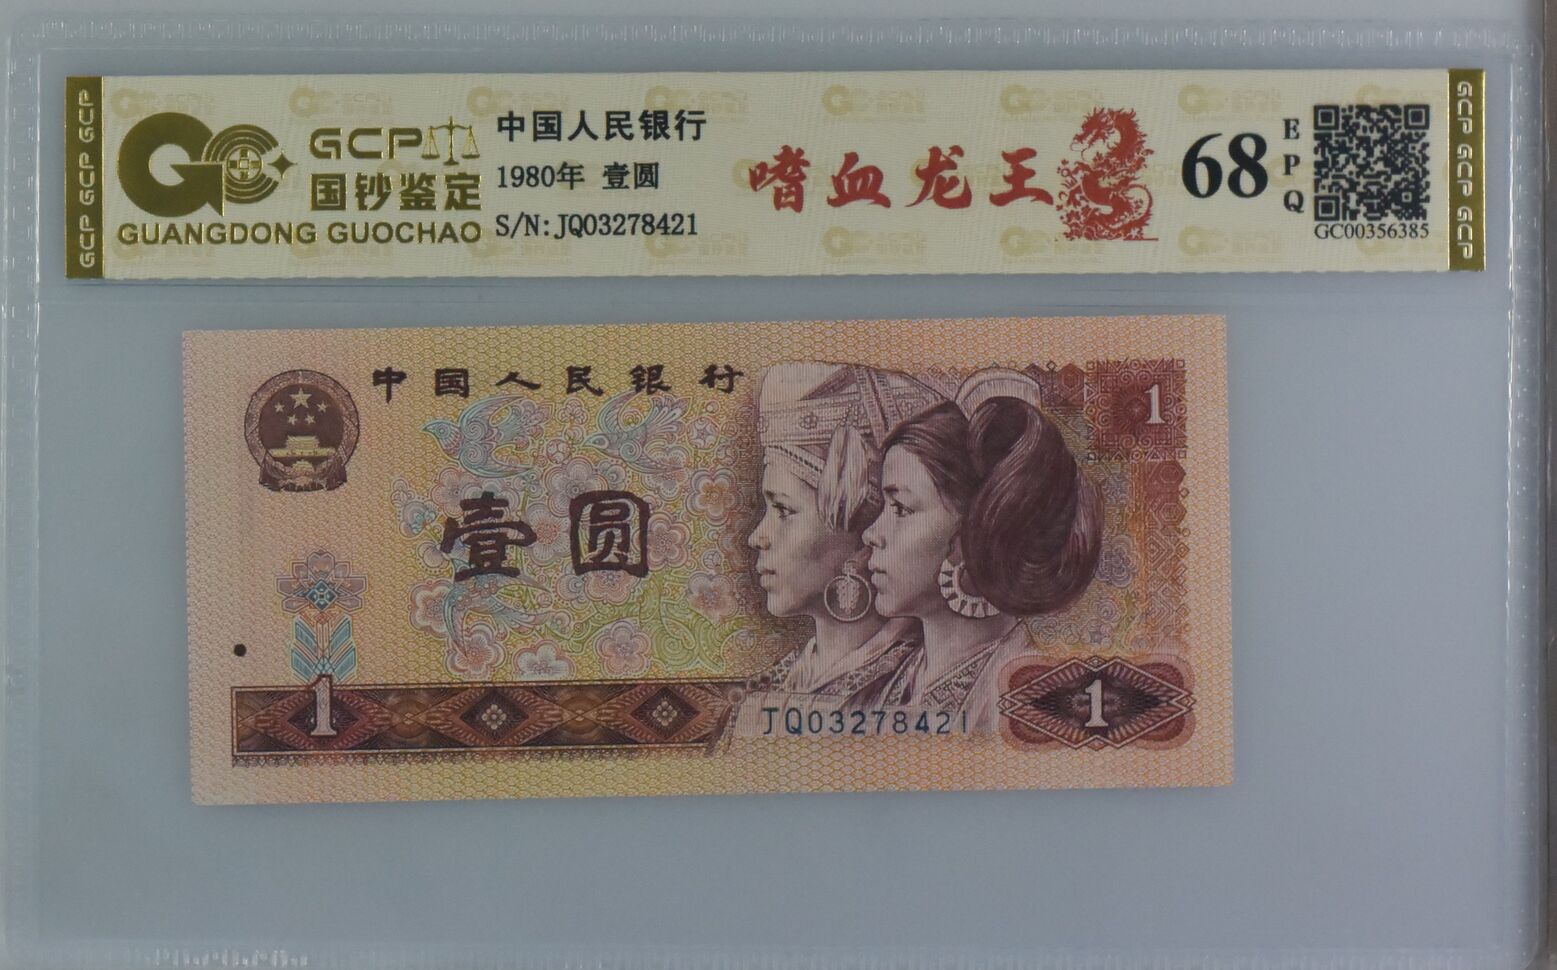 GCP
国钞鉴定
GUANGDONG GUOCHAO
中国人民银行
1980年 壹圆
S/N:JQ03278421
嗜血龙王
68
EPQ
GC00356385
GCP GCP GCP
GCP GCP GCP
中国人民银行
1
壹圆
1
JQ03278421
1